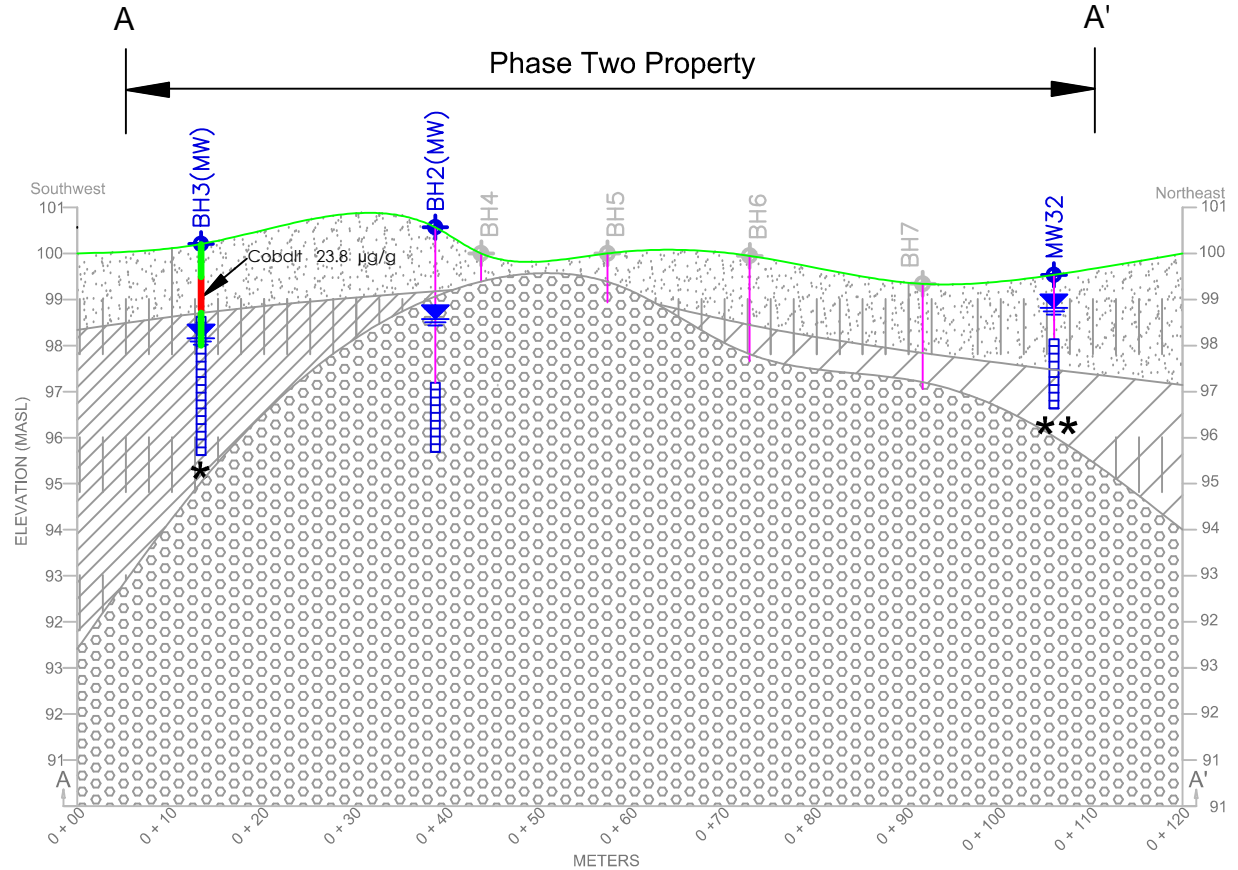 A
A'
Phase Two Property
BH3(MW)
BH2(MW)
BH4
BH5
BH6
BH7
MW32
Southwest
Northeast
Cobalt 23.8 µg/g
*
**
ELEVATION (MASL)
101
100
99
98
97
96
95
94
93
92
93
92
91
A
101
100
99
98
97
96
95
94
93
92
93
92
91
A'
91
0 + 00
0 + 10
0 + 20
0 + 30
0 + 40
0 + 50
0 + 60
0 + 70
0 + 80
0 + 90
0 + 100
0 + 110
0 + 120
METERS